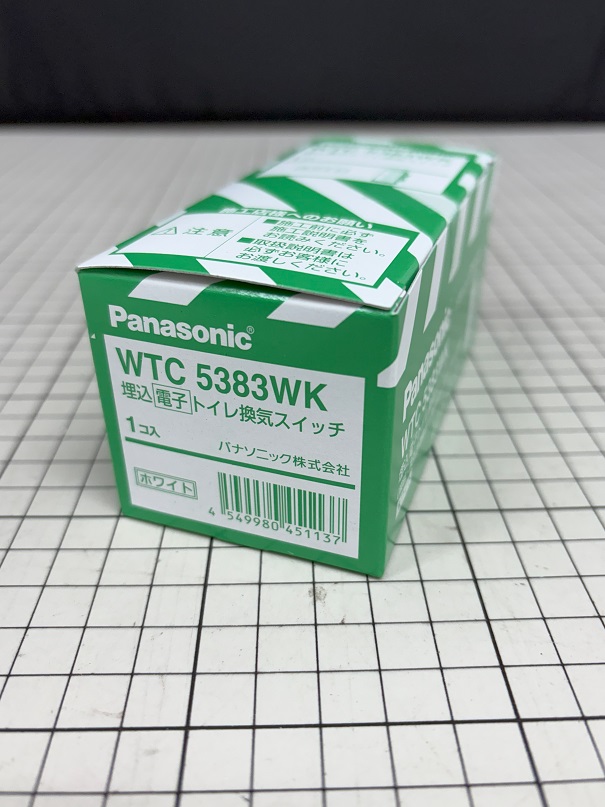 施工店様へのお願い
⚠注意
■施工前に必ず
施工説明書を
お読みください。
■取扱説明書は
必ずお客様に
お渡しください。
Panasonic®
WTC 5383WK
埋込電子トイレ換気スイッチ
1コ入
パナソニック株式会社
ホワイト
4 549980 451137
Panasonic
WTC